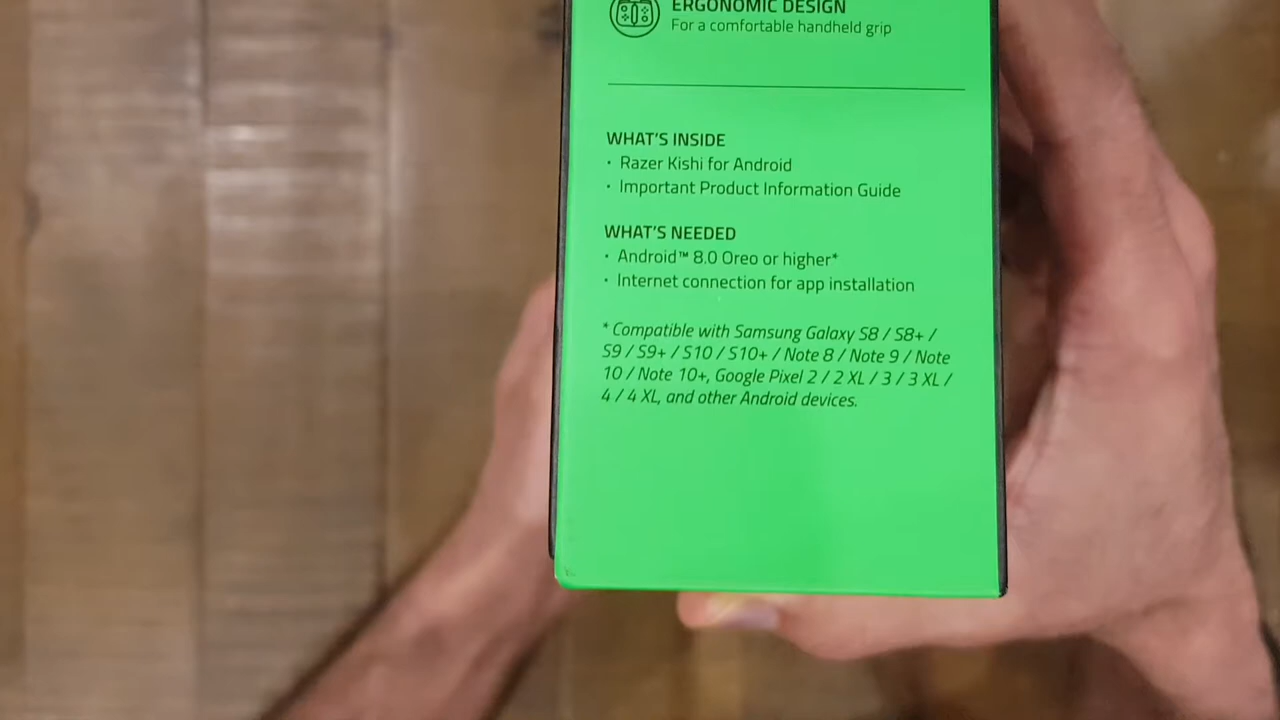 ERGONOMIC DESIGN
For a comfortable handheld grip
WHAT'S INSIDE
· Razer Kishi for Android
· Important Product Information Guide
WHAT'S NEEDED
· Android™ 8.0 Oreo or higher*
· Internet connection for app installation
* Compatible with Samsung Galaxy S8 / S8+ /
S9 / S9+ / S10 / S10+ / Note 8 / Note 9 / Note
10 / Note 10+, Google Pixel 2 / 2 XL / 3 / 3 XL /
4 / 4 XL, and other Android devices.